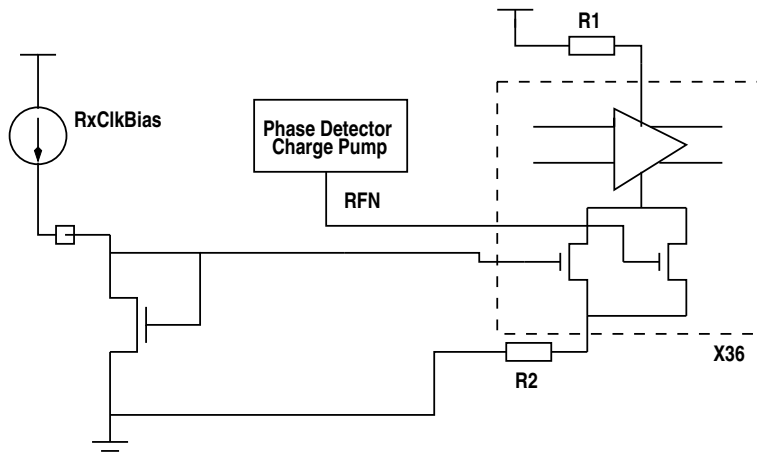 R1
RxClkBias
Phase Detector
Charge Pump
RFN
X36
R2